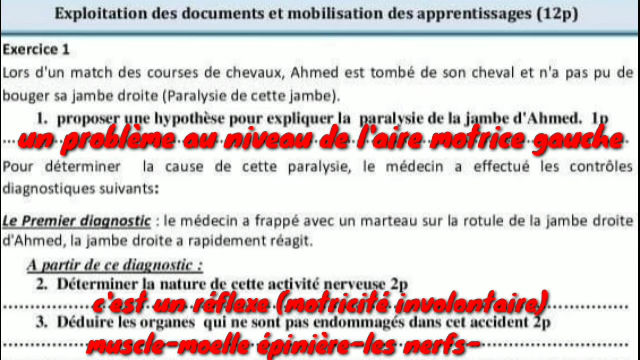 Exploitation des documents et mobilisation des apprentissages (12p)
Exercice 1
Lors d'un match des courses de chevaux, Ahmed est tombé de son cheval et n'a pas pu de
bouger sa jambe droite (Paralysie de cette jambe).
1. proposer une hypothèse pour expliquer la paralysie de la jambe d'Ahmed. 1p
un problème au niveau de l'aire motrice gauche
Pour déterminer la cause de cette paralysie, le médecin a effectué les contrôles
diagnostiques suivants:
Le Premier diagnostic : le médecin a frappé avec un marteau sur la rotule de la jambe droite
d'Ahmed, la jambe droite a rapidement réagit.
A partir de ce diagnostic :
2. Déterminer la nature de cette activité nerveuse 2p
c'est un réflexe (motricité involontaire)
3. Déduire les organes qui ne sont pas endommagés dans cet accident 2p
muscle-moelle épinière-les nerfs-